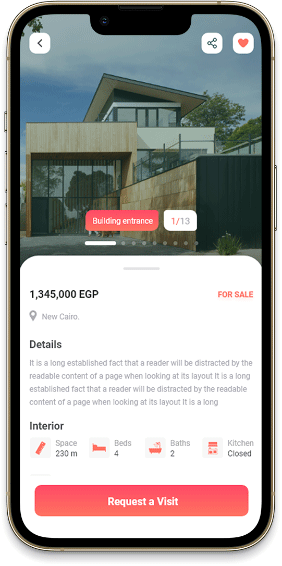 Building entrance
1/13
1,345,000 EGP
FOR SALE
New Cairo.
Details
It is a long established fact that a reader will be distracted by the
readable content of a page when looking at its layout It is a long
established fact that a reader will be distracted by the readable
content of a page when looking at its layout It is a long
Interior
Space
230 m
Beds
4
Baths
2
Kitchen
Closed
Request a Visit